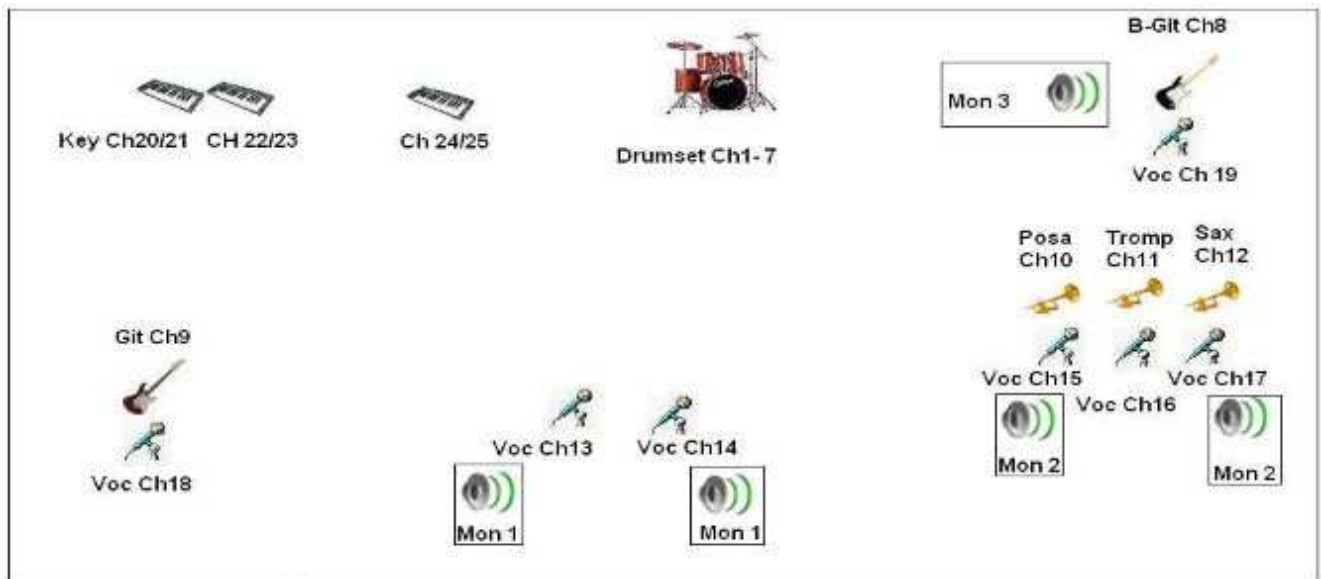 B-Git Ch8
Mon 3
Key Ch20/21
CH 22/23
Ch 24/25
Drumset Ch1-7
Voc Ch 19
Posa
Ch10
Tromp
Ch11
Sax
Ch12
Git Ch9
Voc Ch15
Voc Ch16
Voc Ch17
Voc Ch13
Voc Ch14
Voc Ch18
Mon 1
Mon 1
Mon 2
Mon 2